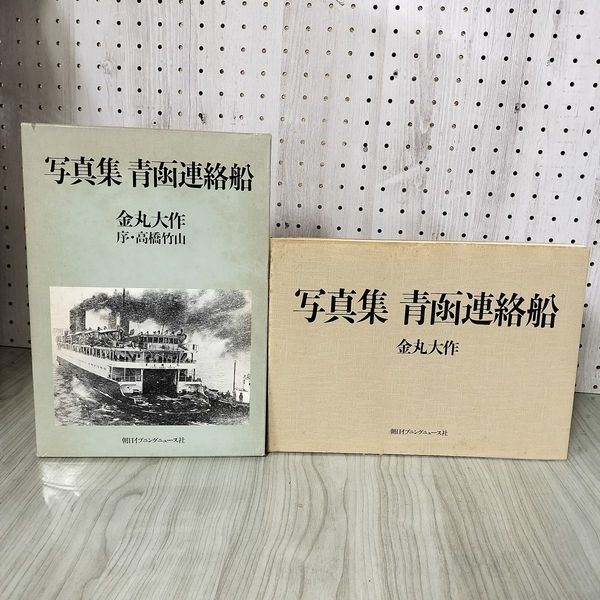 写真集 青函連絡船
金丸大作
序・高橋竹山
朝日イブニングニュース社
写真集 青函連絡船
金丸大作
朝日イブニングニュース社